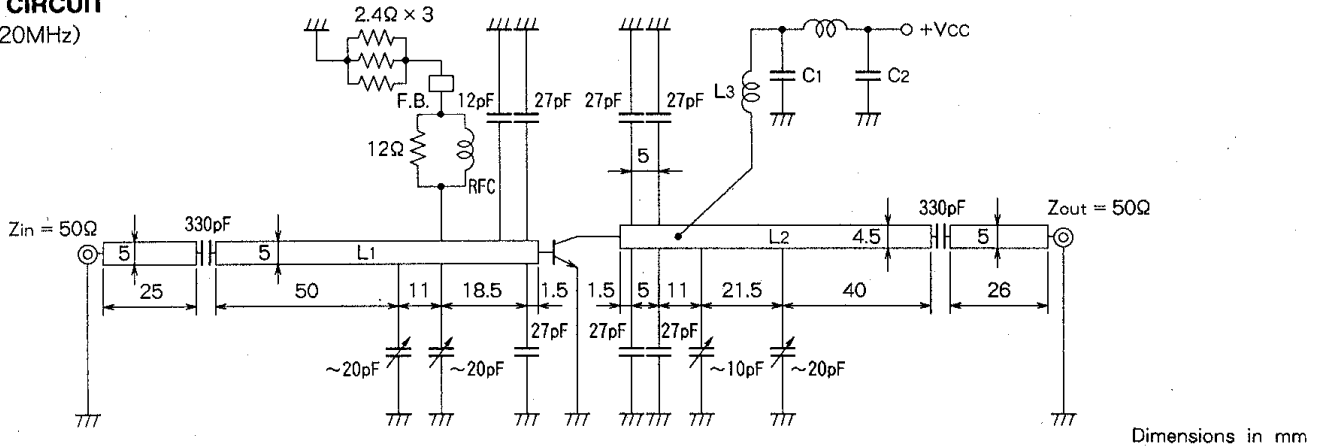 CIRCUIT
20MHz)
2.4Ω × 3
+VCC
C1
C2
L3
F.B.
12pF
27pF
27pF
27pF
12Ω
RFC
5
Zin = 50Ω
330pF
330pF
Zout = 50Ω
5
5
L1
L2
4.5
5
25
50
11
18.5
1.5
1.5
5
11
21.5
40
26
27pF
27pF
27pF
~20pF
~20pF
~10pF
~20pF
Dimensions in mm